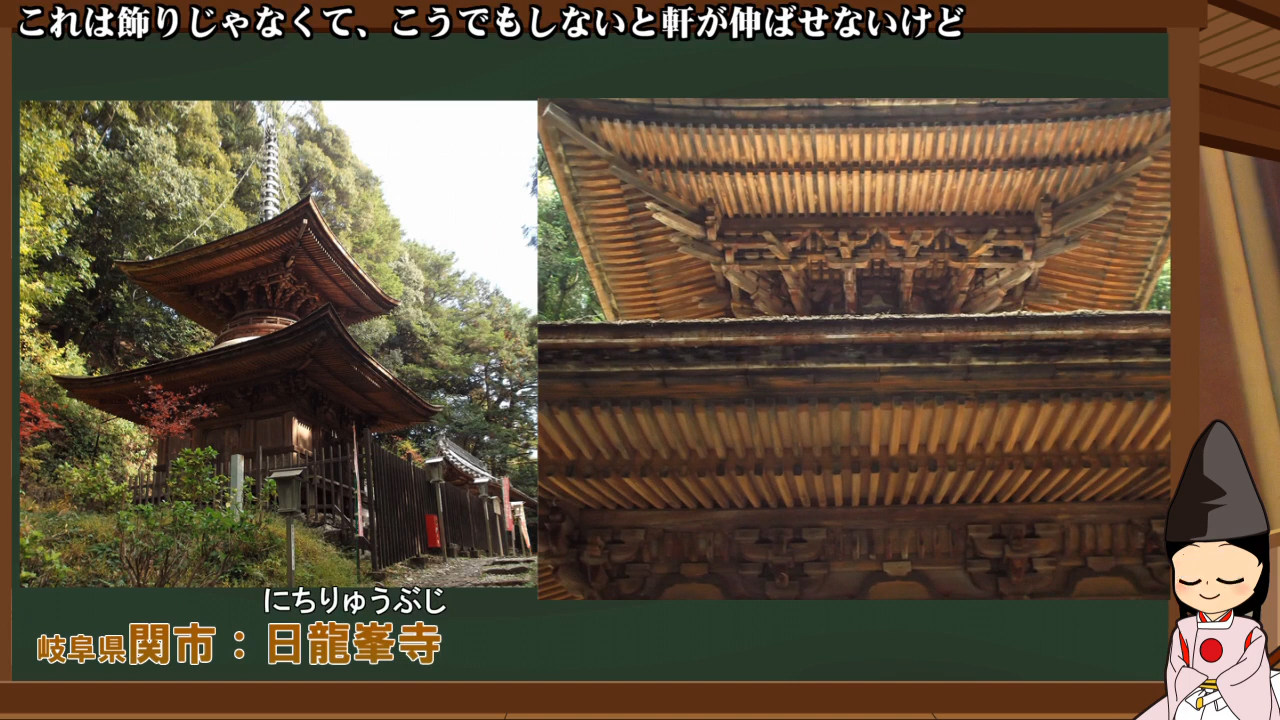 これは飾りじゃなくて、こうでもしないと軒が伸ばせないけど
にちりゅうぶじ
岐阜県関市：日龍峯寺